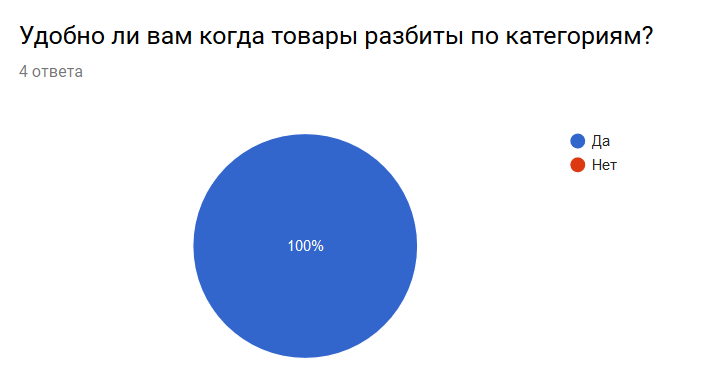 Удобно ли вам когда товары разбиты по категориям?
4 ответа
Да
Нет
100%